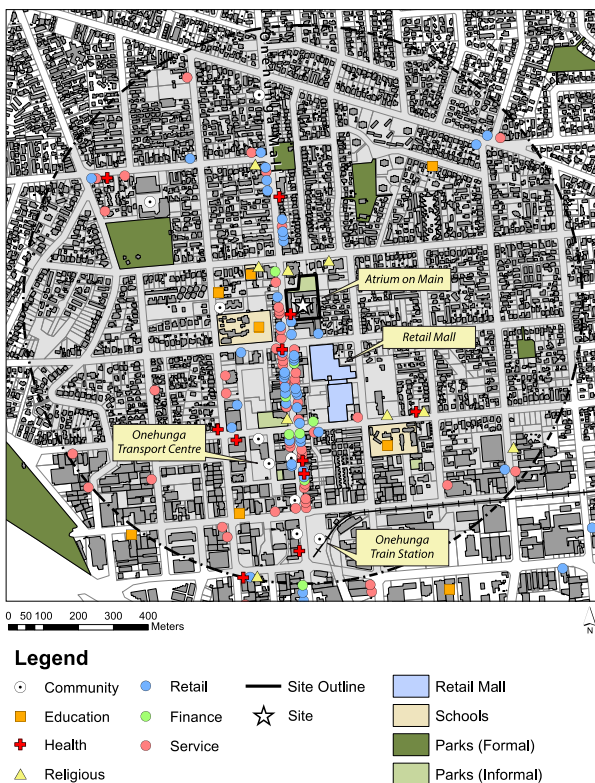 Atrium on Main
Retail Mall
Onehunga
Transport Centre
Onehunga
Train Station
0 50 100 200 300 400
Meters
N
Legend
Community
Retail
Site Outline
Retail Mall
Education
Finance
Site
Schools
Health
Service
Parks (Formal)
Religious
Parks (Informal)